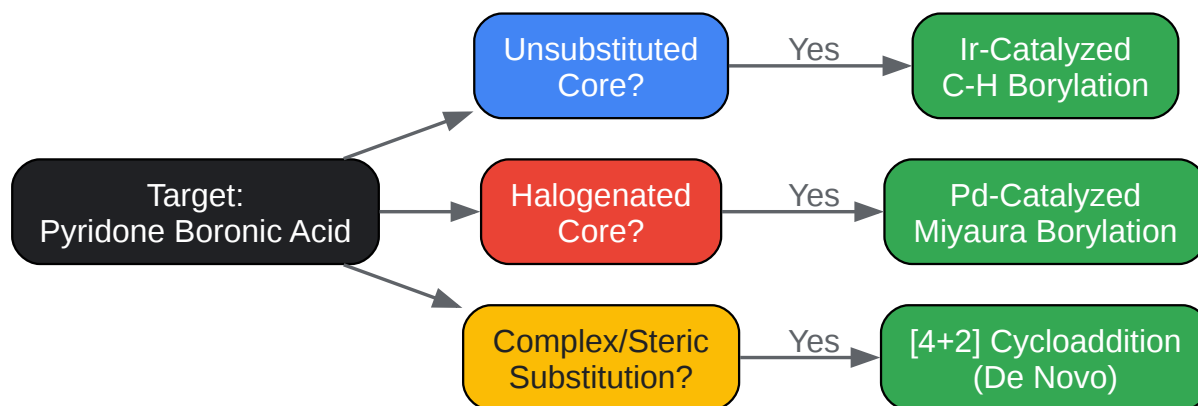 Target:
Pyridone Boronic Acid
Unsubstituted
Core?
Yes
Ir-Catalyzed
C-H Borylation
Halogenated
Core?
Yes
Pd-Catalyzed
Miyaura Borylation
Complex/Steric
Substitution?
Yes
[4+2] Cycloaddition
(De Novo)